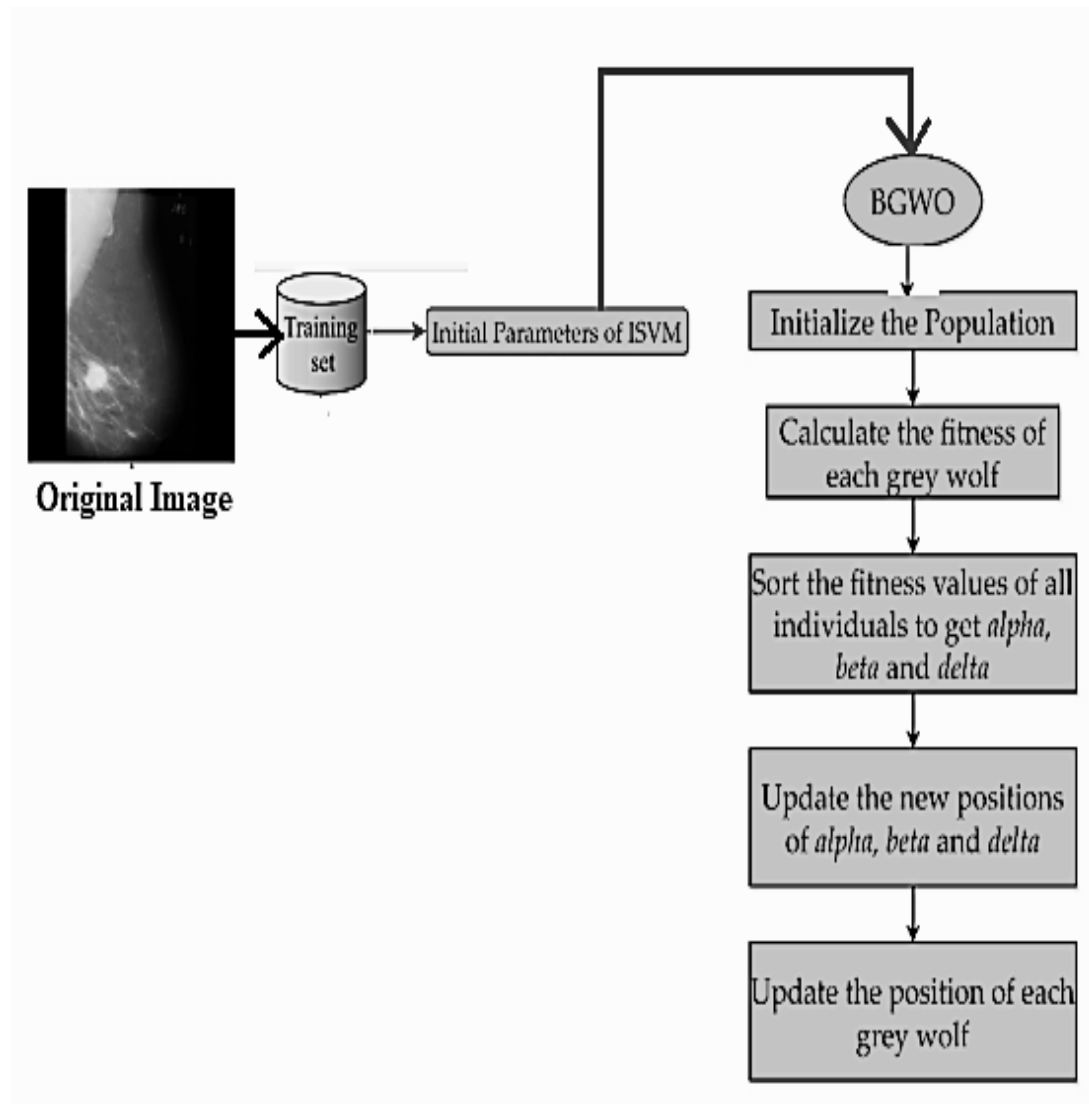 Original Image
Training
set
Initial Parameters of ISVM
BGWO
Initialize the Population
Calculate the fitness of
each grey wolf
Sort the fitness values of all
individuals to get alpha,
beta and delta
Update the new positions
of alpha, beta and delta
Update the position of each
grey wolf